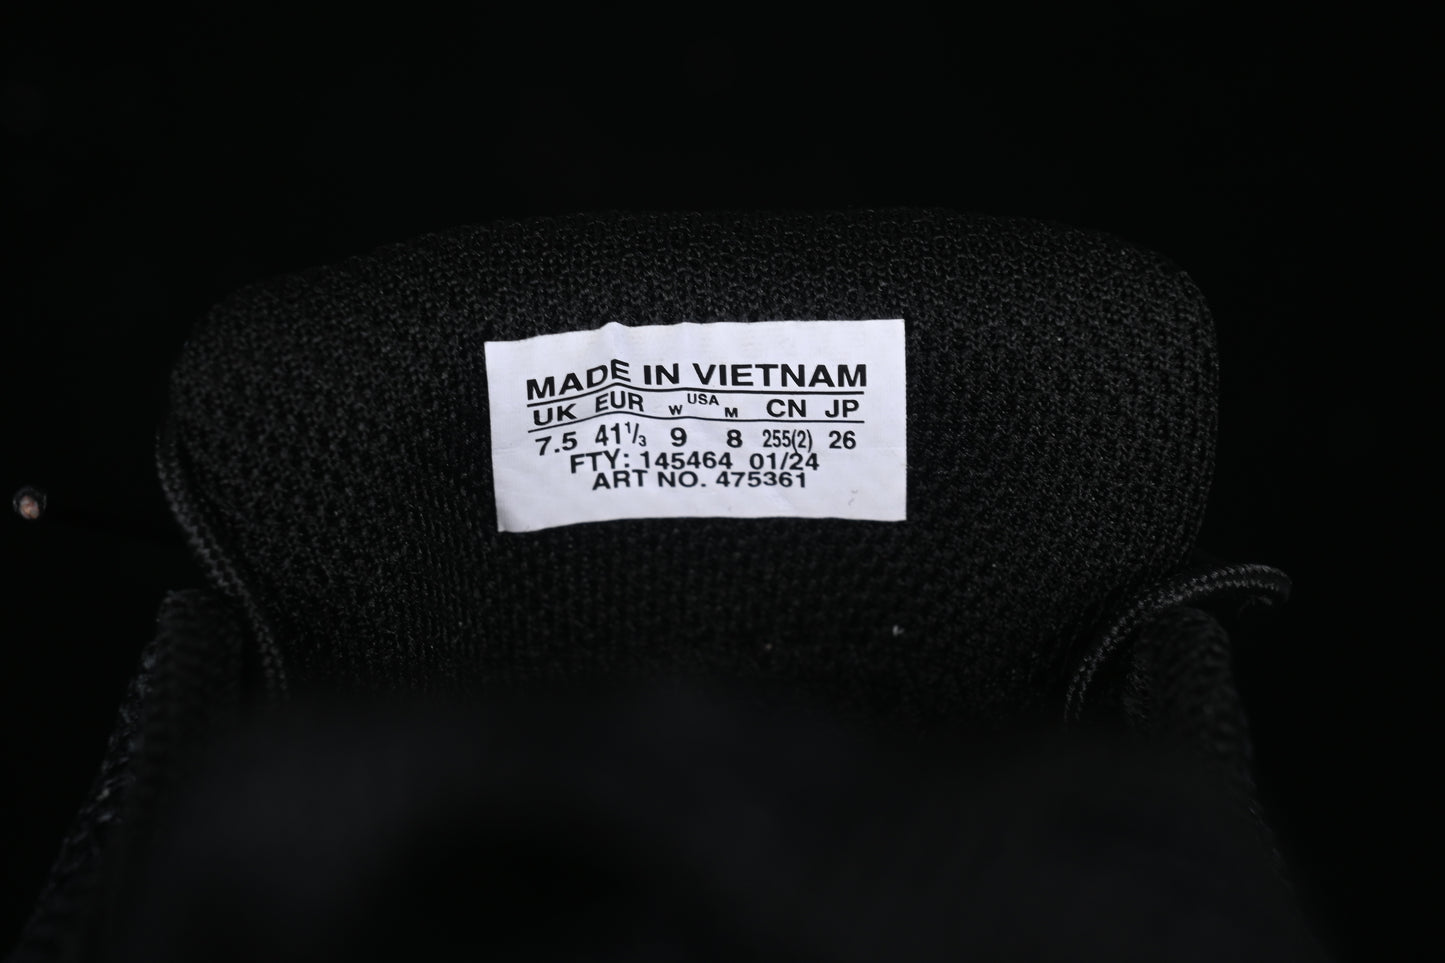 MADE IN VIETNAM
UK EUR W USA M CN JP
7.5 41 1/3 9 8 255(2) 26
FTY: 145464 01/24
ART NO. 475361